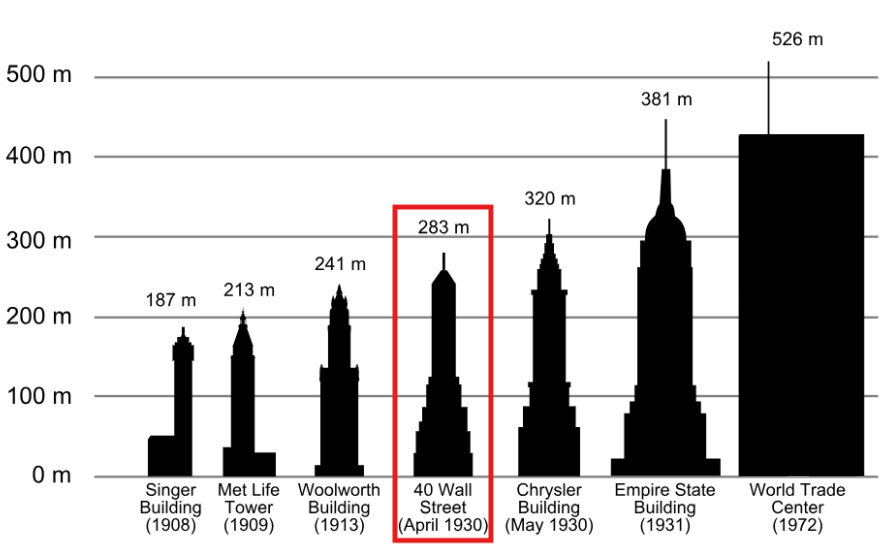 526 m
500 m
381 m
400 m
320 m
283 m
300 m
241 m
213 m
187 m
200 m
100 m
0 m
Singer
Building
(1908)
Met Life
Tower
(1909)
Woolworth
Building
(1913)
40 Wall
Street
(April 1930)
Chrysler
Building
(May 1930)
Empire State
Building
(1931)
World Trade
Center
(1972)